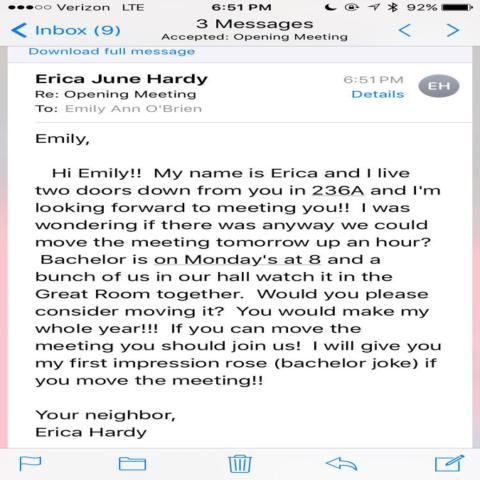 Verizon LTE 6:51 PM 92%
Inbox (9) 3 Messages
Accepted: Opening Meeting
Download full message
Erica June Hardy 6:51 PM EH
Re: Opening Meeting Details
To: Emily Ann O'Brien
Emily,
Hi Emily!! My name is Erica and I live
two doors down from you in 236A and I'm
looking forward to meeting you!! I was
wondering if there was anyway we could
move the meeting tomorrow up an hour?
Bachelor is on Monday's at 8 and a
bunch of us in our hall watch it in the
Great Room together. Would you please
consider moving it? You would make my
whole year!!! If you can move the
meeting you should join us! I will give you
my first impression rose (bachelor joke) if
you move the meeting!!
Your neighbor,
Erica Hardy